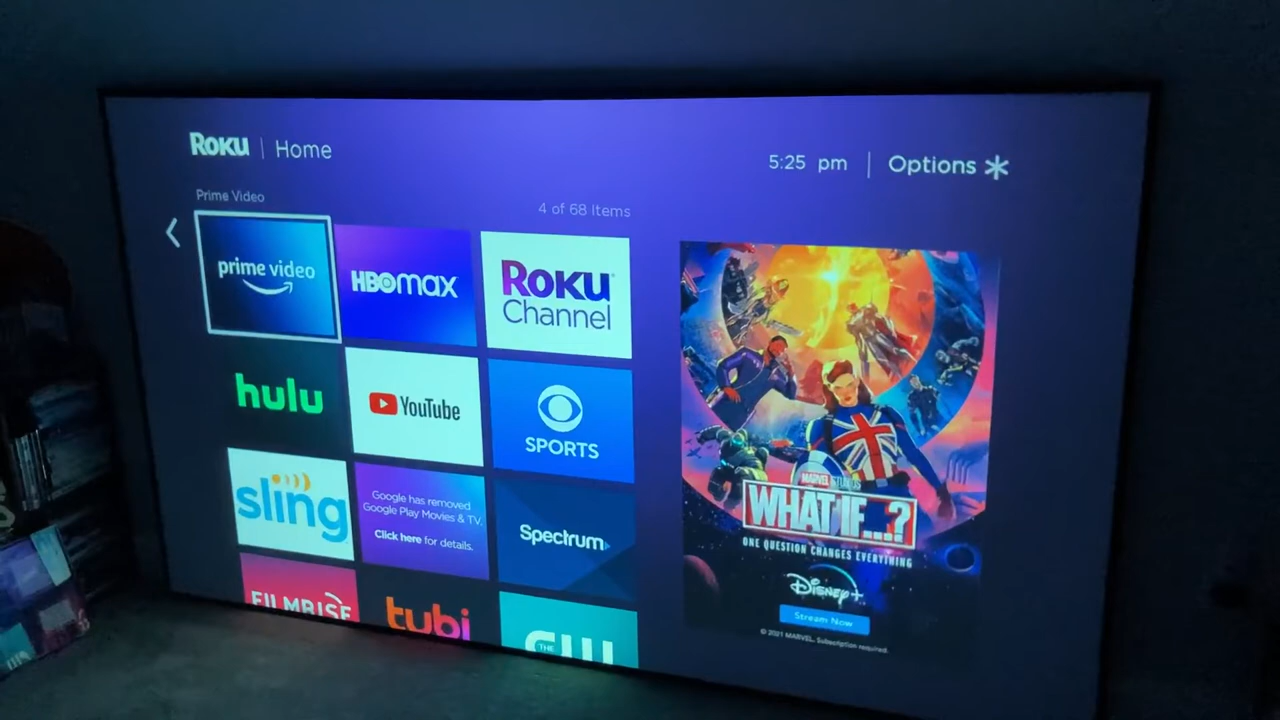 Roku | Home
5:25 pm | Options
Prime Video
4 of 68 Items
prime video
HBOmax
Roku
Channel
hulu
YouTube
SPORTS
sling
Google has removed
Google Play Movies & TV.
Click here for details.
Spectrum
FILMRISE
tubi
THE CW
MARVEL STUDIOS
WHAT IF...?
ONE QUESTION CHANGES EVERYTHING
Disney+
Stream Now
© 2021 MARVEL. Subscription required.